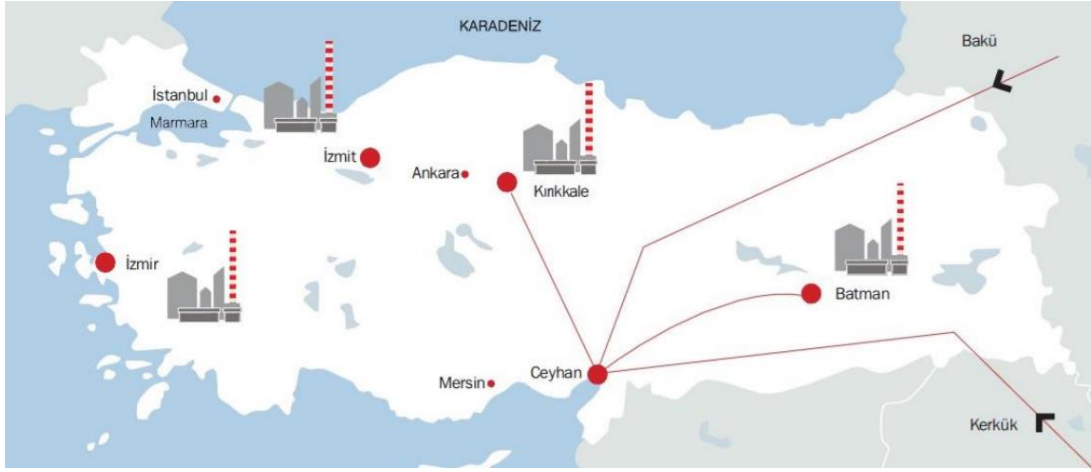 KARADENİZ
Bakü
İstanbul
Marmara
İzmit
Ankara
Kırıkkale
İzmir
Batman
Ceyhan
Mersin
Kerkük